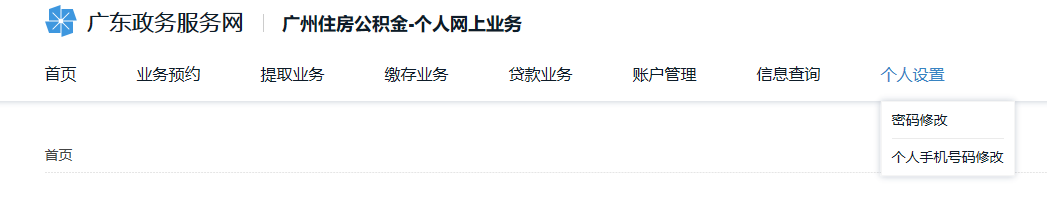 广东政务服务网 广州住房公积金-个人网上业务
首页 业务预约 提取业务 缴存业务 贷款业务 账户管理 信息查询 个人设置
密码修改
首页
个人手机号码修改